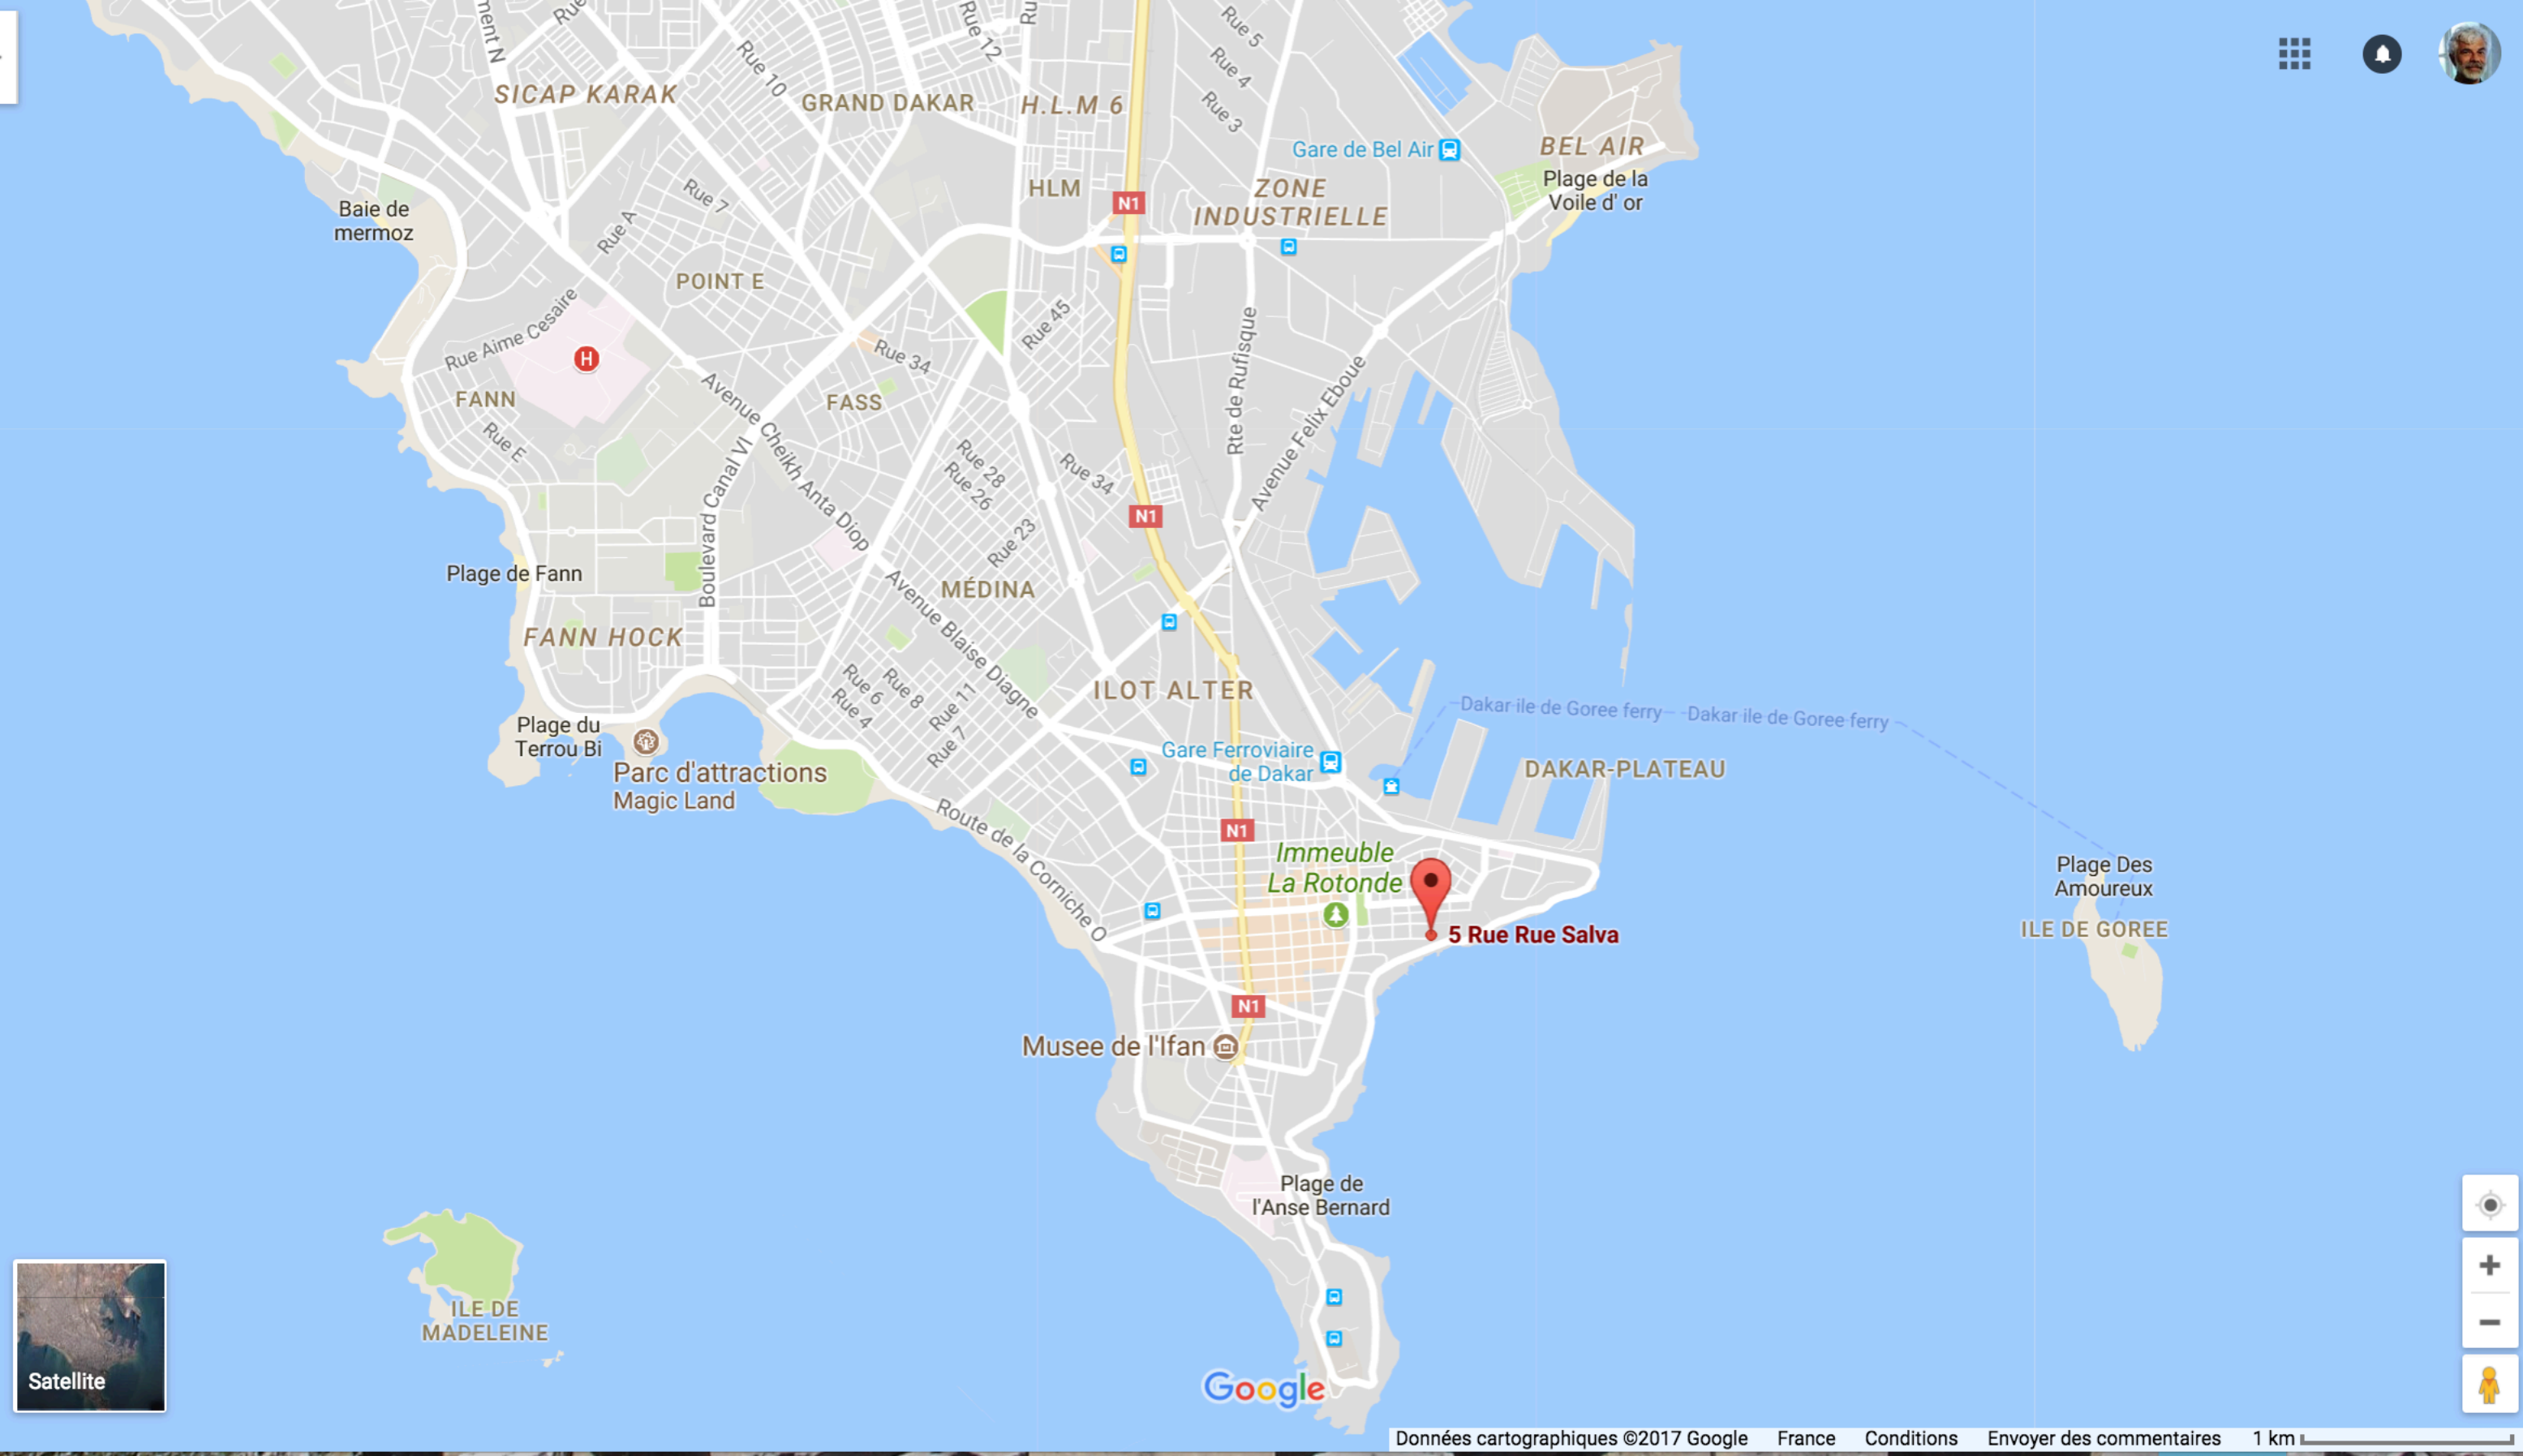 Rue
Ru
Rue 12
Rue 5
Rue 4
Rue 3
Rue 10
SICAP KARAK
GRAND DAKAR
H.L.M 6
Gare de Bel Air
BEL AIR
Plage de la
Voile d' or
HLM
N1
ZONE
INDUSTRIELLE
Baie de
mermoz
Rue 7
Rue A
POINT E
Rue Aime Cesaire
H
Rue 45
Rue 34
Rte de Rufisque
Avenue Felix Eboue
FANN
FASS
Avenue Cheikh Anta Diop
Rue E
Boulevard Canal VI
Rue 28
Rue 26
Rue 34
Rue 23
N1
Plage de Fann
MÉDINA
Avenue Blaise Diagne
FANN HOCK
Rue 6
Rue 8
Rue 4
Rue 11
Rue 7
ILOT ALTER
Dakar ile de Goree ferry
Dakar ile de Goree ferry
Plage du
Terrou Bi
Parc d'attractions
Magic Land
Gare Ferroviaire
de Dakar
DAKAR-PLATEAU
Route de la Corniche O
N1
Immeuble
La Rotonde
5 Rue Rue Salva
Plage Des
Amoureux
ILE DE GOREE
N1
Musee de l'Ifan
Plage de
l'Anse Bernard
ILE DE
MADELEINE
Satellite
Google
Données cartographiques ©2017 Google France Conditions Envoyer des commentaires 1 km